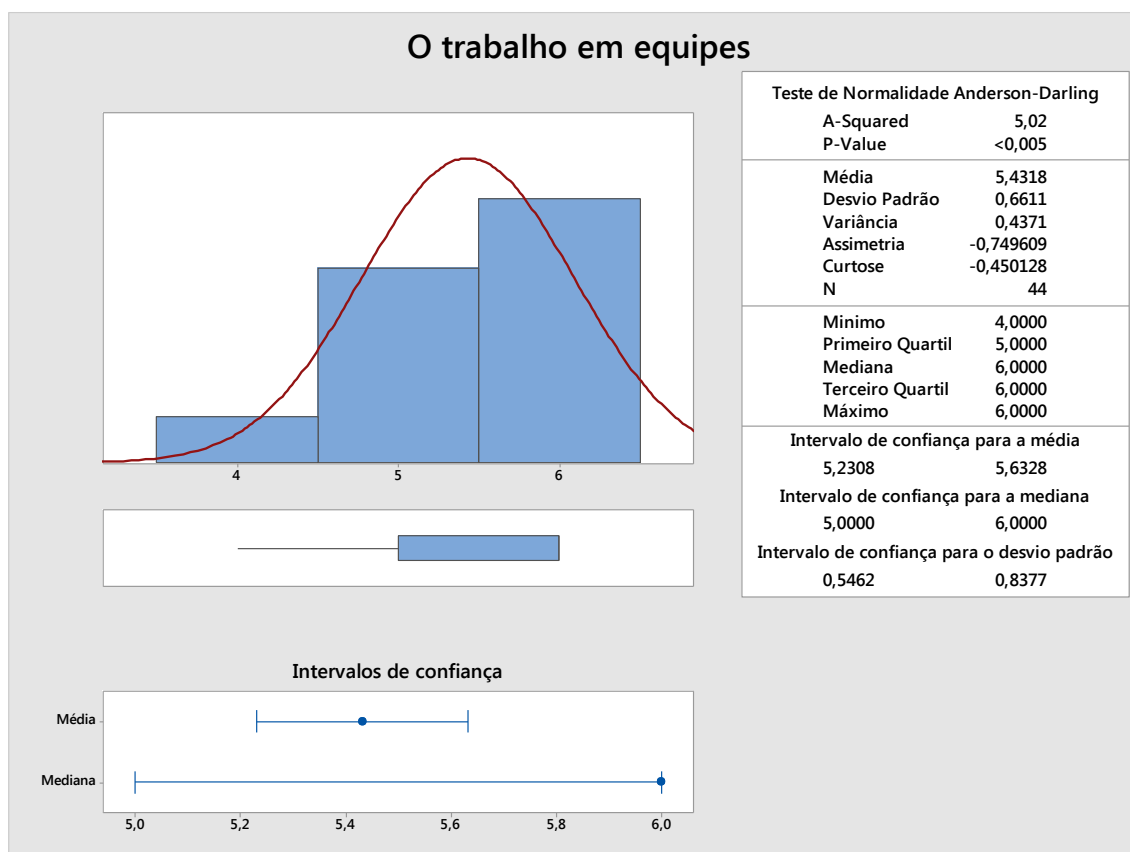 O trabalho em equipes
4 5 6
Intervalos de confiança
Média
Mediana
5,0 5,2 5,4 5,6 5,8 6,0
Teste de Normalidade Anderson-Darling
A-Squared 5,02
P-Value <0,005
Média 5,4318
Desvio Padrão 0,6611
Variância 0,4371
Assimetria -0,749609
Curtose -0,450128
N 44
Minimo 4,0000
Primeiro Quartil 5,0000
Mediana 6,0000
Terceiro Quartil 6,0000
Máximo 6,0000
Intervalo de confiança para a média
5,2308 5,6328
Intervalo de confiança para a mediana
5,0000 6,0000
Intervalo de confiança para o desvio padrão
0,5462 0,8377